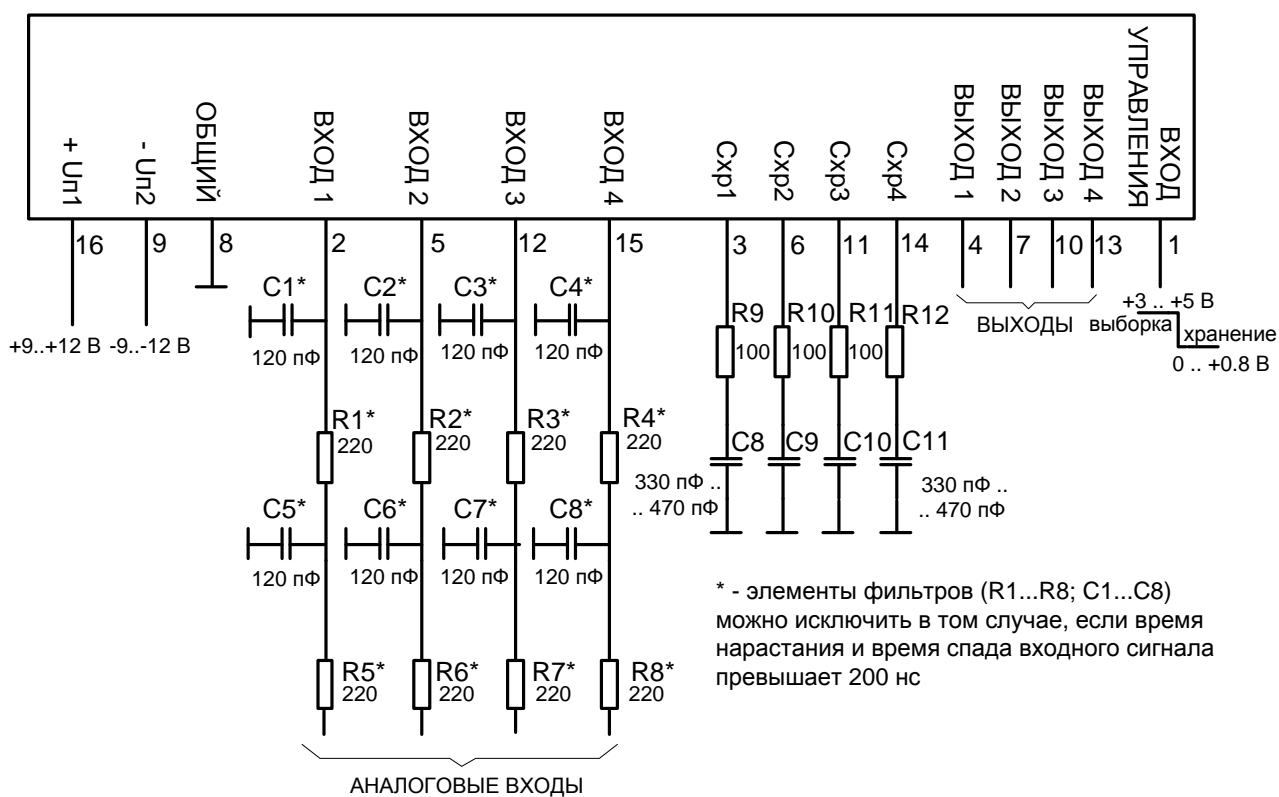 + Uп1
- Uп2
ОБЩИЙ
ВХОД 1
ВХОД 2
ВХОД 3
ВХОД 4
Схр1
Схр2
Схр3
Схр4
ВЫХОД 1
ВЫХОД 2
ВЫХОД 3
ВЫХОД 4
ВХОД
УПРАВЛЕНИЯ
16 9 8 2 5 12 15 3 6 11 14 4 7 10 13 1
C1* C2* C3* C4*
120 пФ 120 пФ 120 пФ 120 пФ
+9..+12 В -9..-12 В
R9 R10 R11 R12
100 100 100
ВЫХОДЫ
+3 .. +5 В
выборка
хранение
0 .. +0.8 В
R1* R2* R3* R4*
220 220 220 220
C8 C9 C10 C11
330 пФ ..
.. 470 пФ
330 пФ ..
.. 470 пФ
C5* C6* C7* C8*
120 пФ 120 пФ 120 пФ 120 пФ
* - элементы фильтров (R1...R8; C1...C8)
можно исключить в том случае, если время
нарастания и время спада входного сигнала
превышает 200 нс
R5* R6* R7* R8*
220 220 220 220
АНАЛОГОВЫЕ ВХОДЫ